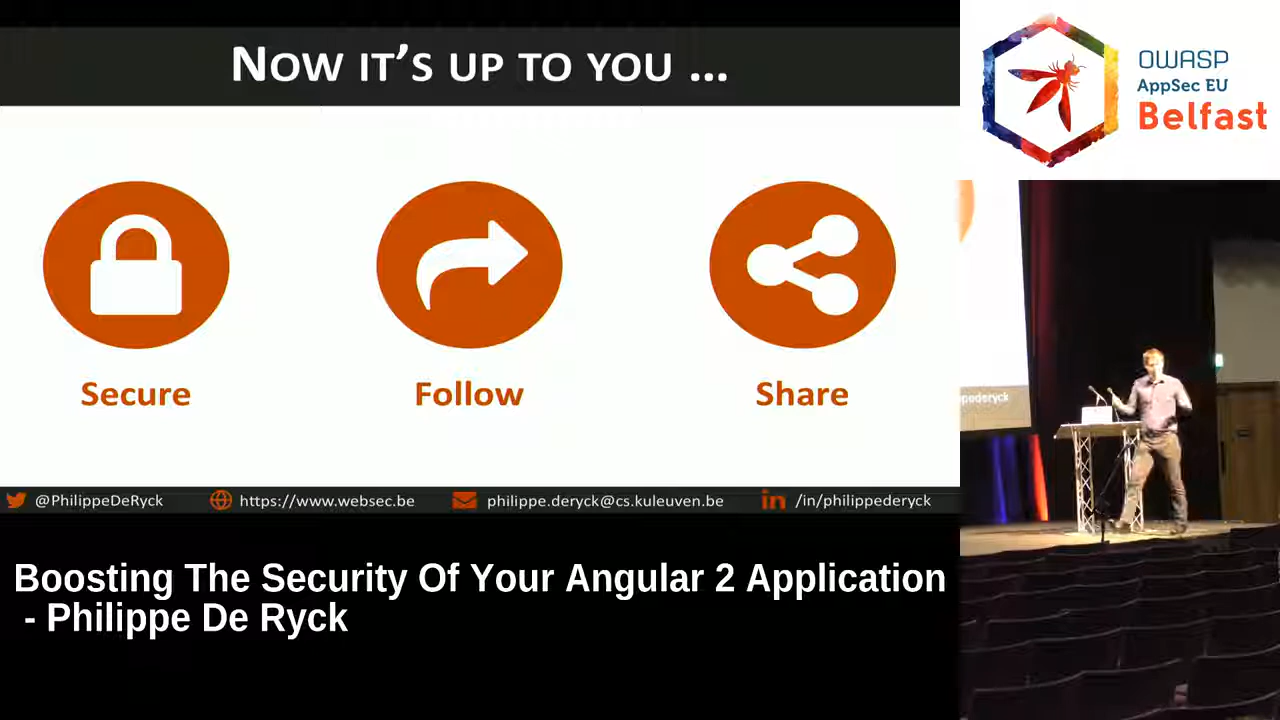 NOW IT'S UP TO YOU ...
Secure
Follow
Share
@PhilippeDeRyck
https://www.websec.be
philippe.deryck@cs.kuleuven.be
/in/philippederyck
Boosting The Security Of Your Angular 2 Application
- Philippe De Ryck
OWASP
AppSec EU
Belfast
ppederyck